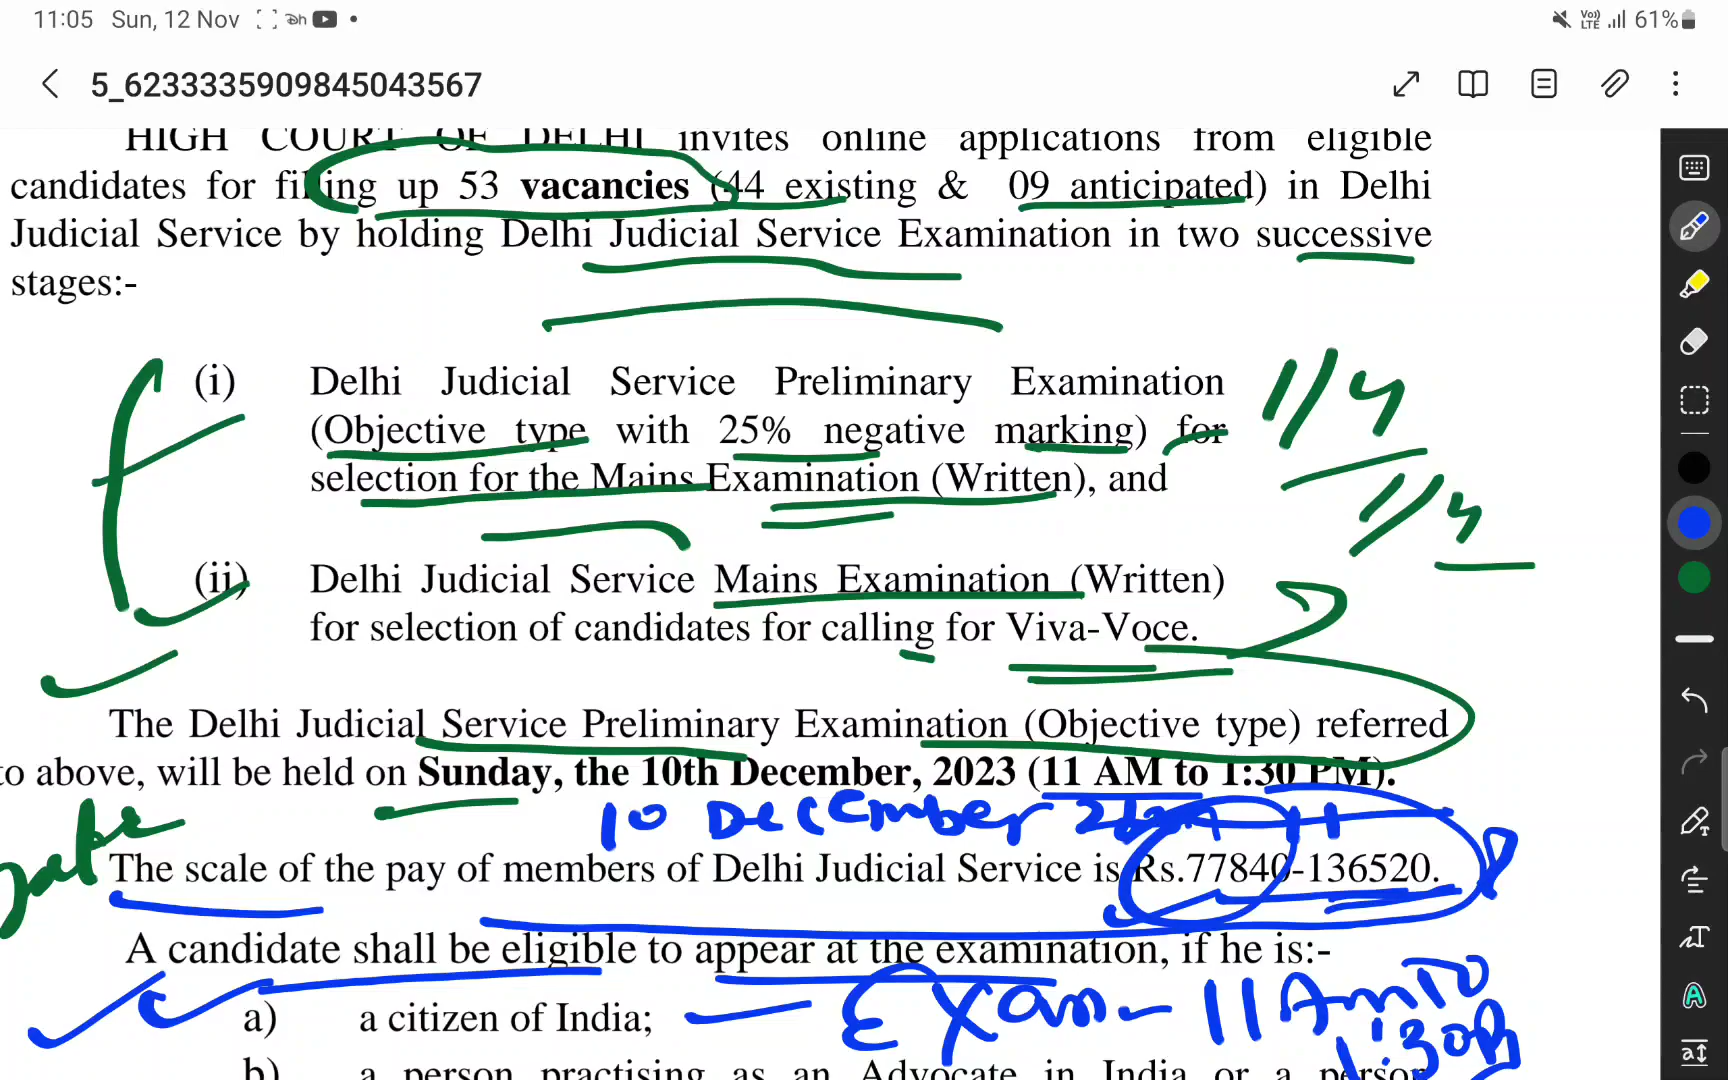 11:05 Sun, 12 Nov
Vo)) LTE 61%
5_6233335909845043567
HIGH COURT OF DELHI invites online applications from eligible
candidates for filling up 53 vacancies (44 existing & 09 anticipated) in Delhi
Judicial Service by holding Delhi Judicial Service Examination in two successive
stages:-
(i) Delhi Judicial Service Preliminary Examination
(Objective type with 25% negative marking) for
selection for the Mains Examination (Written), and
1/4
1/4
(ii) Delhi Judicial Service Mains Examination (Written)
for selection of candidates for calling for Viva-Voce.
The Delhi Judicial Service Preliminary Examination (Objective type) referred
to above, will be held on Sunday, the 10th December, 2023 (11 AM to 1:30 PM).
10 December
The scale of the pay of members of Delhi Judicial Service is Rs.77840-136520.
A candidate shall be eligible to appear at the examination, if he is:-
a) a citizen of India;
Exam - 11 Am to
1:30 P
b) a person practising as an Advocate in India or a person